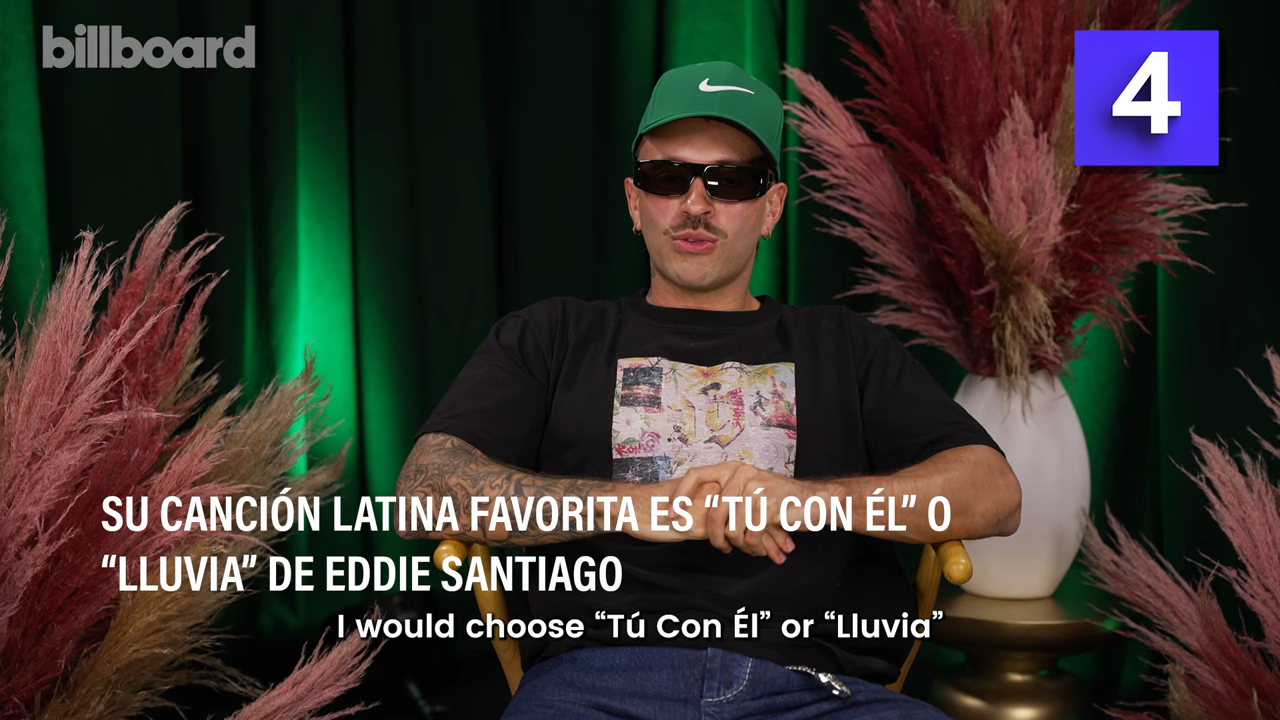 billboard
4
SU CANCIÓN LATINA FAVORITA ES “TÚ CON ÉL” O
“LLUVIA” DE EDDIE SANTIAGO
I would choose “Tú Con Él” or “Lluvia”